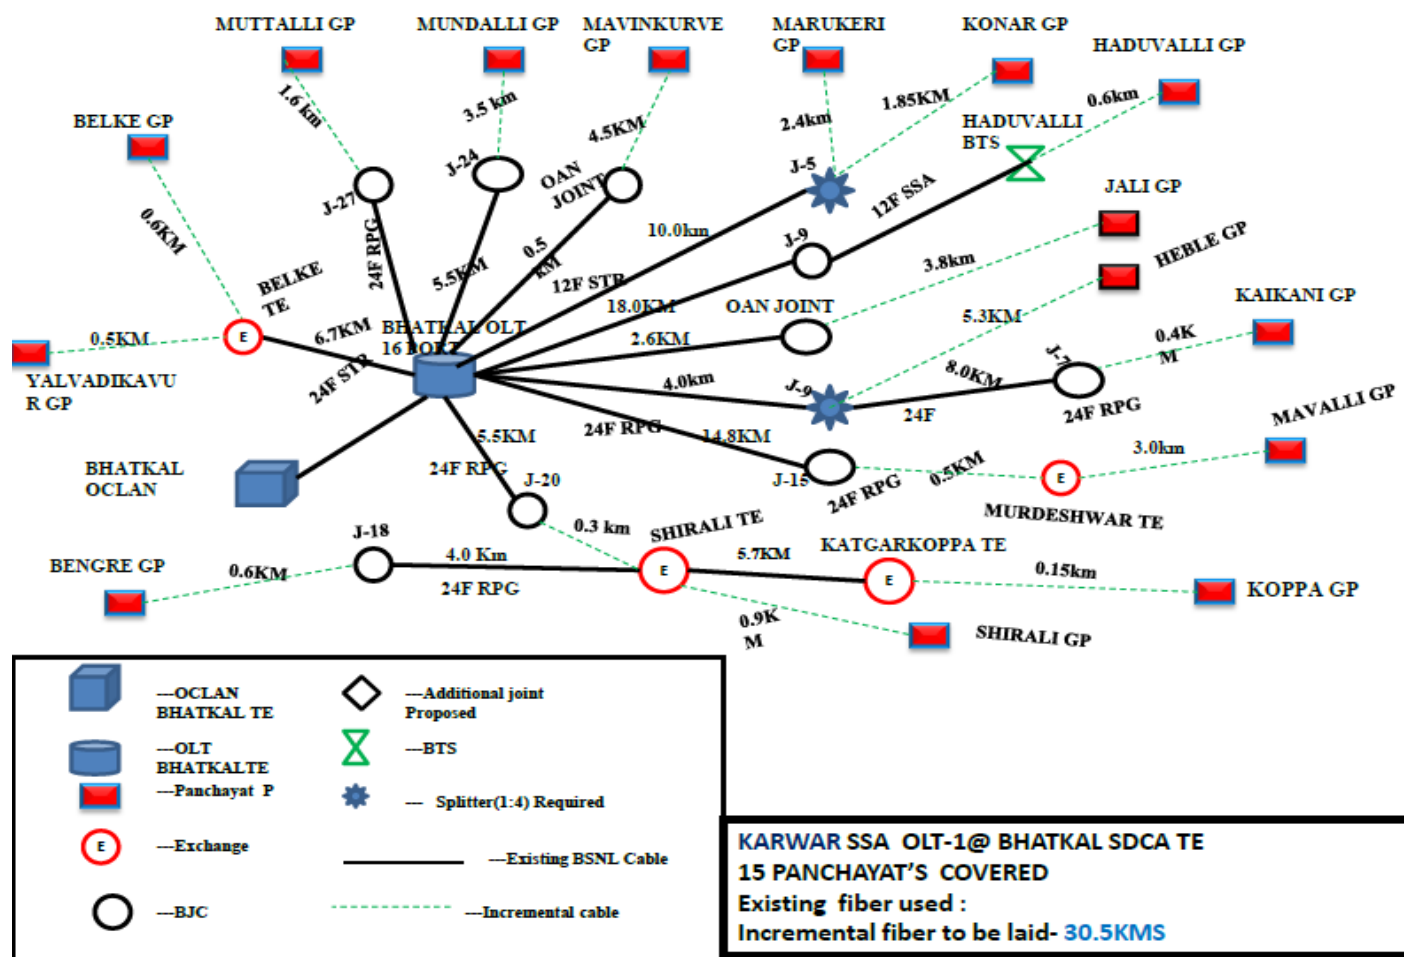 MUTTALLI GP
MUNDALLI GP
MAVINKURVE
GP
MARUKERI
GP
KONAR GP
HADUVALLI GP
BELKE GP
1.6 km
3.5 km
4.5KM
2.4km
1.85KM
0.6km
HADUVALLI
BTS
J-27
J-24
OAN
JOINT
J-5
12F SSA
JALI GP
0.6KM
24F RPG
5.5KM
0.5
KM
10.0km
12F STR
J-9
3.8km
HEBLE GP
BELKE
TE
18.0KM
OAN JOINT
KAIKANI GP
E
6.7KM
BHATKAL OLT
16 PORT
2.6KM
5.3KM
0.5KM
24F STR
4.0km
J-9
8.0KM
J-7
0.4K
M
YALVADIKAVU
R GP
24F
24F RPG
MAVALLI GP
5.5KM
24F RPG
14.8KM
BHATKAL
OCLAN
24F RPG
J-20
J-15
24F RPG
0.5KM
E
3.0km
MURDESHWAR TE
J-18
0.3 km
SHIRALI TE
KATGARKOPPA TE
BENGRE GP
0.6KM
4.0 Km
24F RPG
E
5.7KM
E
0.15km
KOPPA GP
0.9K
M
SHIRALI GP
---OCLAN
BHATKAL TE
---Additional joint
Proposed
---OLT
BHATKALTE
---BTS
---Panchayat P
--- Splitter(1:4) Required
E
---Exchange
---Existing BSNL Cable
---BJC
---Incremental cable
KARWAR SSA OLT-1@ BHATKAL SDCA TE
15 PANCHAYAT'S COVERED
Existing fiber used :
Incremental fiber to be laid- 30.5KMS